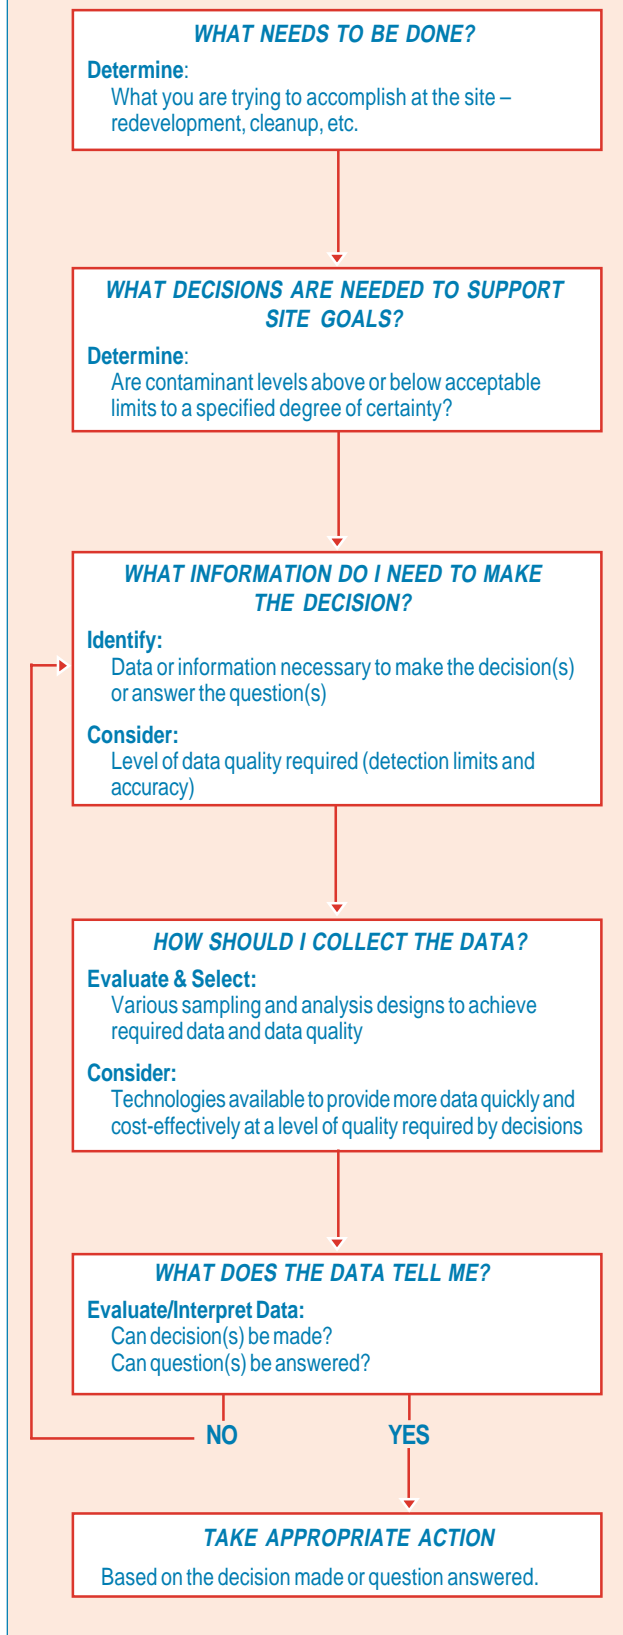 WHAT NEEDS TO BE DONE?
Determine:
What you are trying to accomplish at the site –
redevelopment, cleanup, etc.
WHAT DECISIONS ARE NEEDED TO SUPPORT
SITE GOALS?
Determine:
Are contaminant levels above or below acceptable
limits to a specified degree of certainty?
WHAT INFORMATION DO I NEED TO MAKE
THE DECISION?
Identify:
Data or information necessary to make the decision(s)
or answer the question(s)
Consider:
Level of data quality required (detection limits and
accuracy)
HOW SHOULD I COLLECT THE DATA?
Evaluate & Select:
Various sampling and analysis designs to achieve
required data and data quality
Consider:
Technologies available to provide more data quickly and
cost-effectively at a level of quality required by decisions
WHAT DOES THE DATA TELL ME?
Evaluate/Interpret Data:
Can decision(s) be made?
Can question(s) be answered?
NO YES
TAKE APPROPRIATE ACTION
Based on the decision made or question answered.